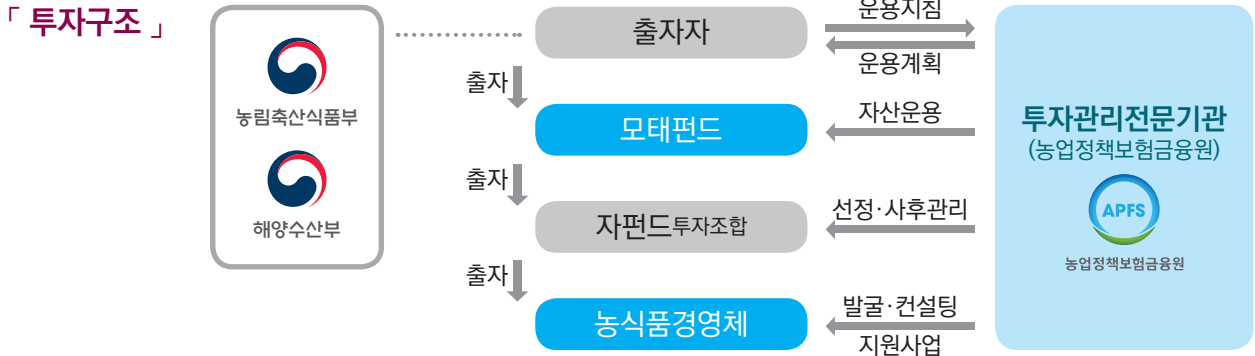 「 투자구조 」
농림축산식품부
해양수산부
출자자
출자
모태펀드
출자
자펀드투자조합
출자
농식품경영체
운용지침
운용계획
자산운용
선정·사후관리
발굴·컨설팅
지원사업
투자관리전문기관
(농업정책보험금융원)
APFS
농업정책보험금융원